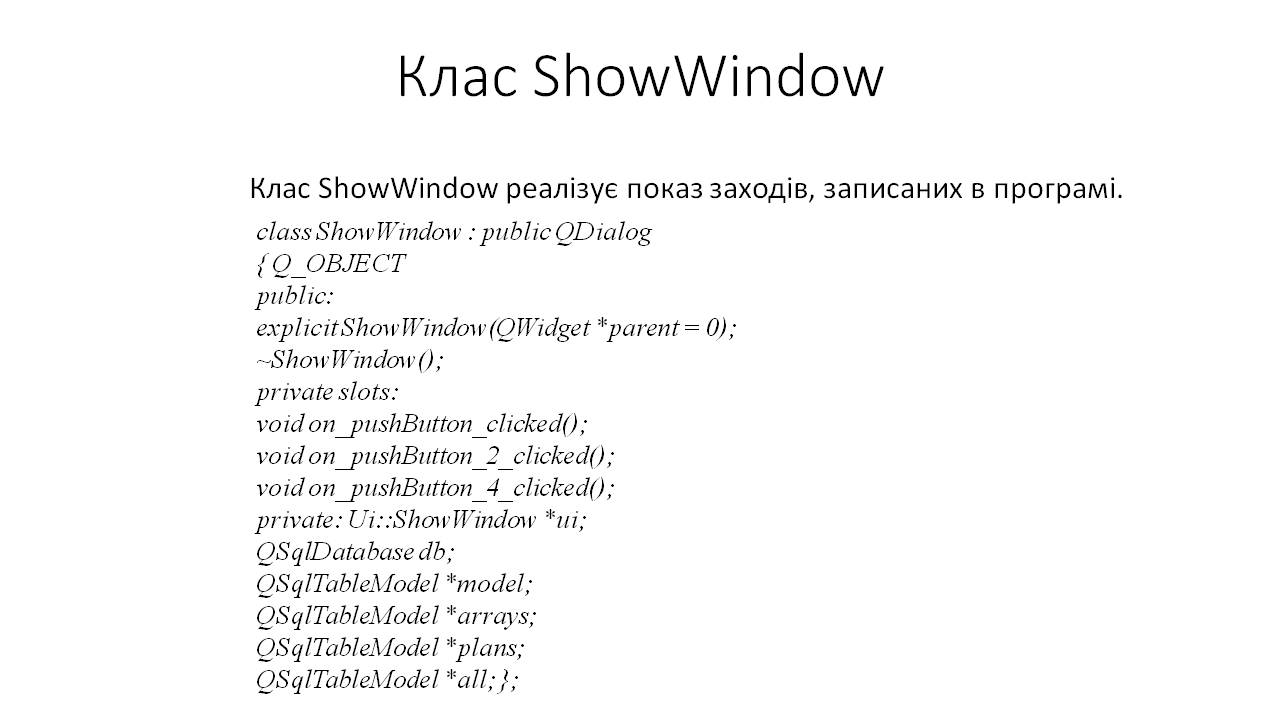 Клас ShowWindow
Клас ShowWindow реалізує показ заходів, записаних в програмі.
class ShowWindow : public QDialog
{ Q_OBJECT
public:
explicit ShowWindow(QWidget *parent = 0);
~ShowWindow();
private slots:
void on_pushButton_clicked();
void on_pushButton_2_clicked();
void on_pushButton_4_clicked();
private: Ui::ShowWindow *ui;
QSqlDatabase db;
QSqlTableModel *model;
QSqlTableModel *arrays;
QSqlTableModel *plans;
QSqlTableModel *all; };